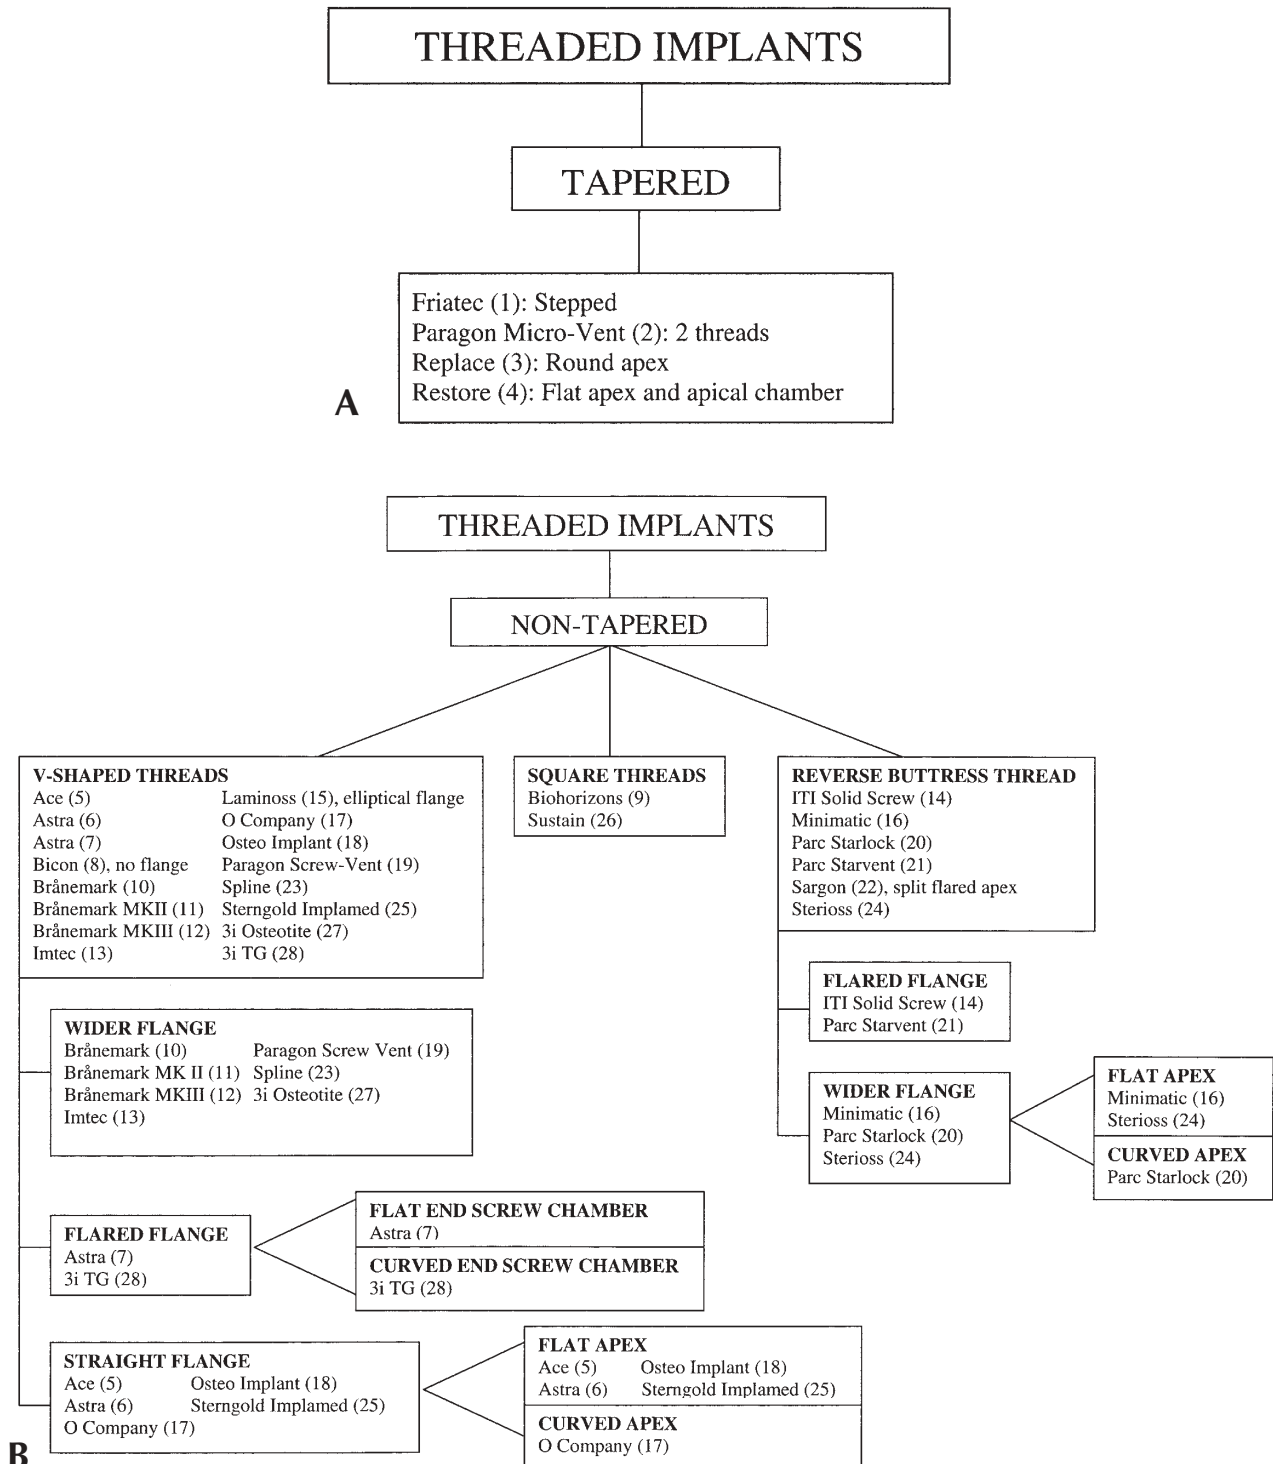 THREADED IMPLANTS
TAPERED
Friatec (1): Stepped
Paragon Micro-Vent (2): 2 threads
Replace (3): Round apex
Restore (4): Flat apex and apical chamber
A
THREADED IMPLANTS
NON-TAPERED
V-SHAPED THREADS
Ace (5) Laminoss (15), elliptical flange
Astra (6) O Company (17)
Astra (7) Osteo Implant (18)
Bicon (8), no flange Paragon Screw-Vent (19)
Brånemark (10) Spline (23)
Brånemark MKII (11) Sterngold Implamed (25)
Brånemark MKIII (12) 3i Osteotite (27)
Imtec (13) 3i TG (28)
SQUARE THREADS
Biohorizons (9)
Sustain (26)
REVERSE BUTTRESS THREAD
ITI Solid Screw (14)
Minimatic (16)
Parc Starlock (20)
Parc Starvent (21)
Sargon (22), split flared apex
Sterioss (24)
FLARED FLANGE
ITI Solid Screw (14)
Parc Starvent (21)
WIDER FLANGE
Minimatic (16)
Parc Starlock (20)
Sterioss (24)
FLAT APEX
Minimatic (16)
Sterioss (24)
CURVED APEX
Parc Starlock (20)
WIDER FLANGE
Brånemark (10) Paragon Screw Vent (19)
Brånemark MK II (11) Spline (23)
Brånemark MKIII (12) 3i Osteotite (27)
Imtec (13)
FLARED FLANGE
Astra (7)
3i TG (28)
FLAT END SCREW CHAMBER
Astra (7)
CURVED END SCREW CHAMBER
3i TG (28)
STRAIGHT FLANGE
Ace (5) Osteo Implant (18)
Astra (6) Sterngold Implamed (25)
O Company (17)
FLAT APEX
Ace (5) Osteo Implant (18)
Astra (6) Sterngold Implamed (25)
CURVED APEX
O Company (17)
B